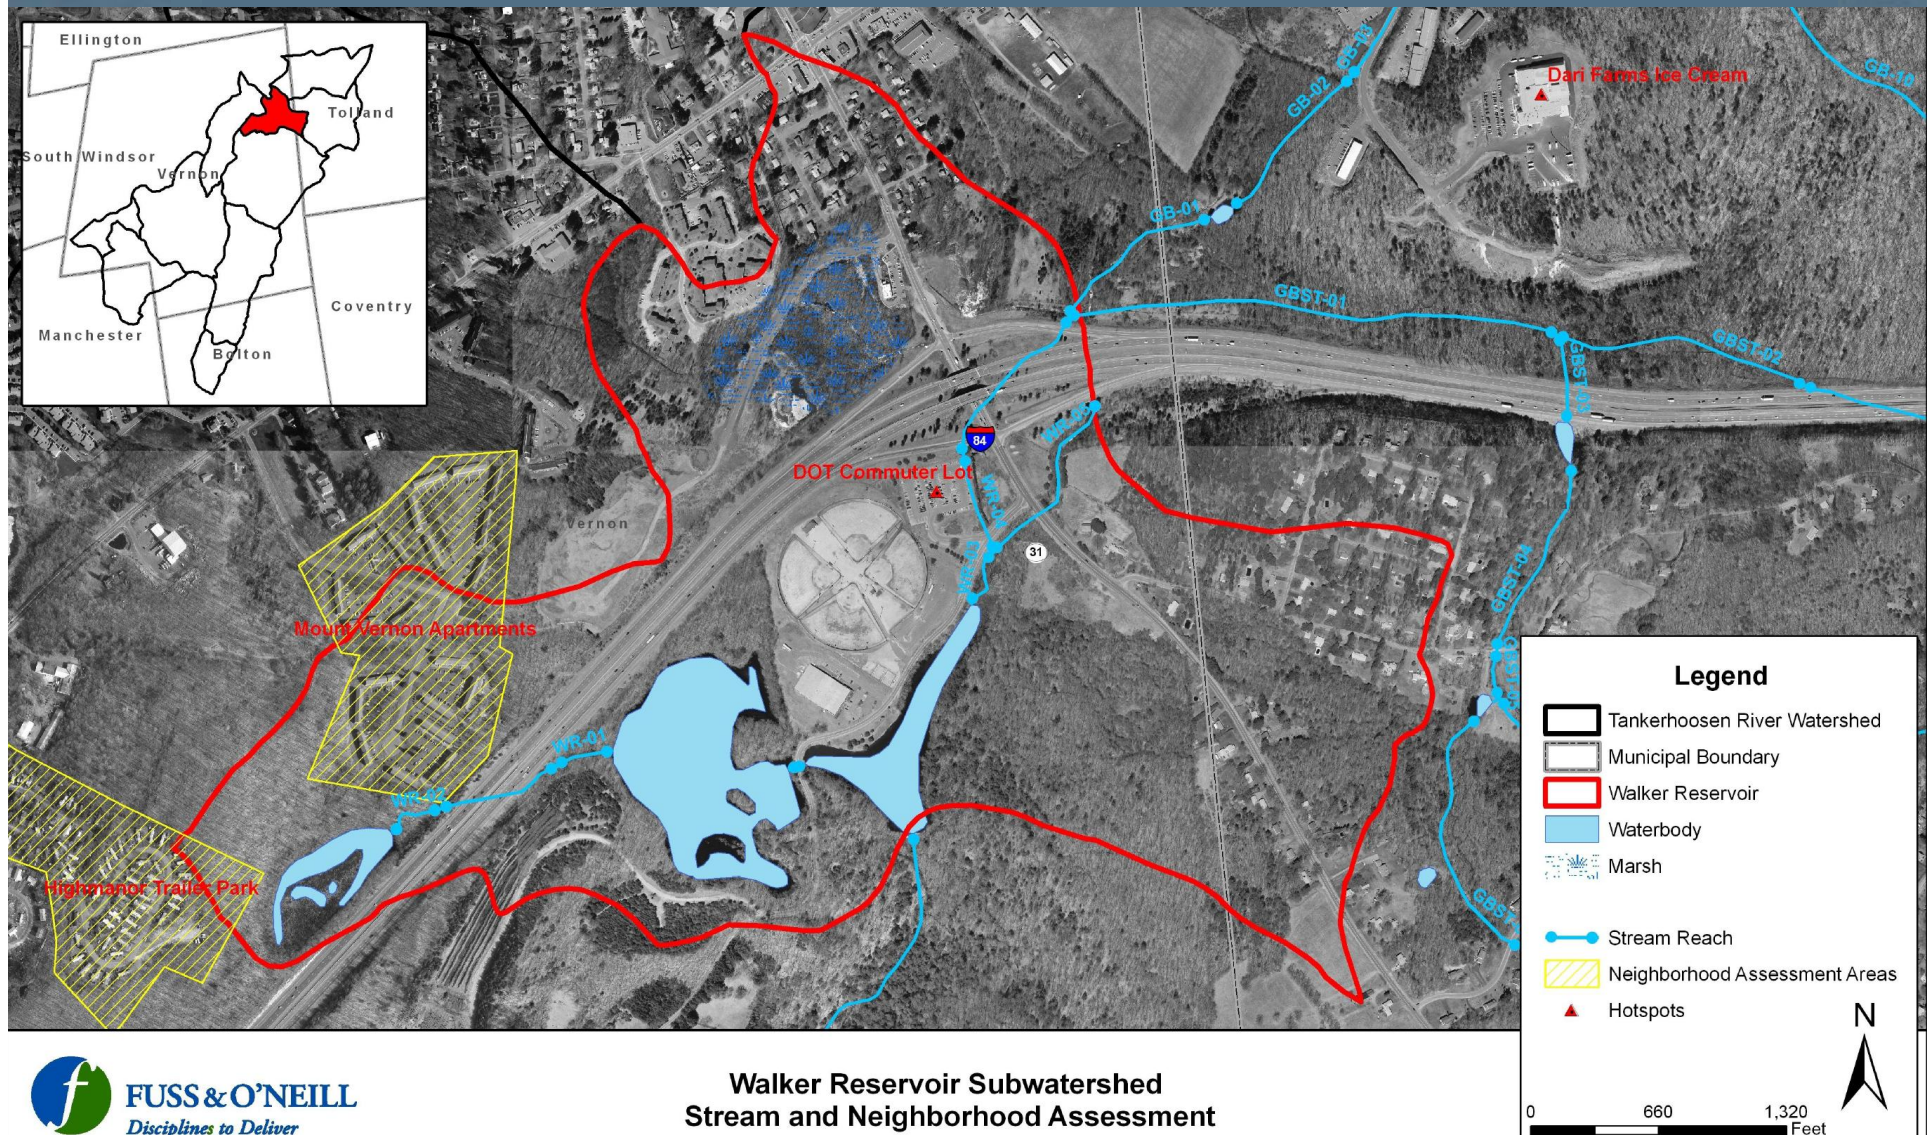 Ellington
Tolland
South Windsor
Vernon
Coventry
Manchester
Bolton
GB-03
GB-02
GB-01
GB-10
Dari Farms Ice Cream
GBST-01
GBST-02
GBST-03
GBST-04
WR-05
84
DOT Commuter Lot
WR-04
WR-03
31
Vernon
Mount Vernon Apartments
WR-01
WR-02
Highmanor Trailer Park
Legend
Tankerhoosen River Watershed
Municipal Boundary
Walker Reservoir
Waterbody
Marsh
Stream Reach
Neighborhood Assessment Areas
Hotspots
N
0 660 1,320
Feet
FUSS & O'NEILL
Disciplines to Deliver
Walker Reservoir Subwatershed
Stream and Neighborhood Assessment